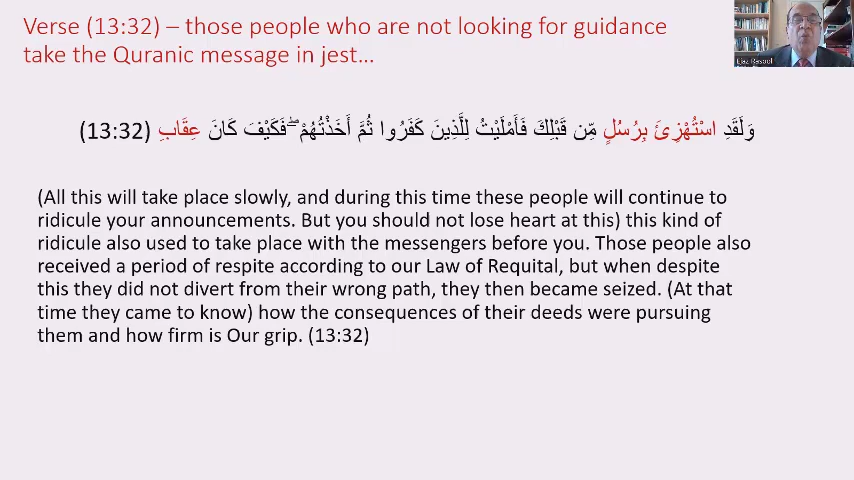 Verse (13:32) – those people who are not looking for guidance
take the Quranic message in jest…
Ejaz Rasool
وَلَقَدِ اسْتُهْزِئَ بِرُسُلٍ مِّن قَبْلِكَ فَأَمْلَيْتُ لِلَّذِينَ كَفَرُوا ثُمَّ أَخَذْتُهُمْ ۖ فَكَيْفَ كَانَ عِقَابِ (13:32)
(All this will take place slowly, and during this time these people will continue to
ridicule your announcements. But you should not lose heart at this) this kind of
ridicule also used to take place with the messengers before you. Those people also
received a period of respite according to our Law of Requital, but when despite
this they did not divert from their wrong path, they then became seized. (At that
time they came to know) how the consequences of their deeds were pursuing
them and how firm is Our grip. (13:32)